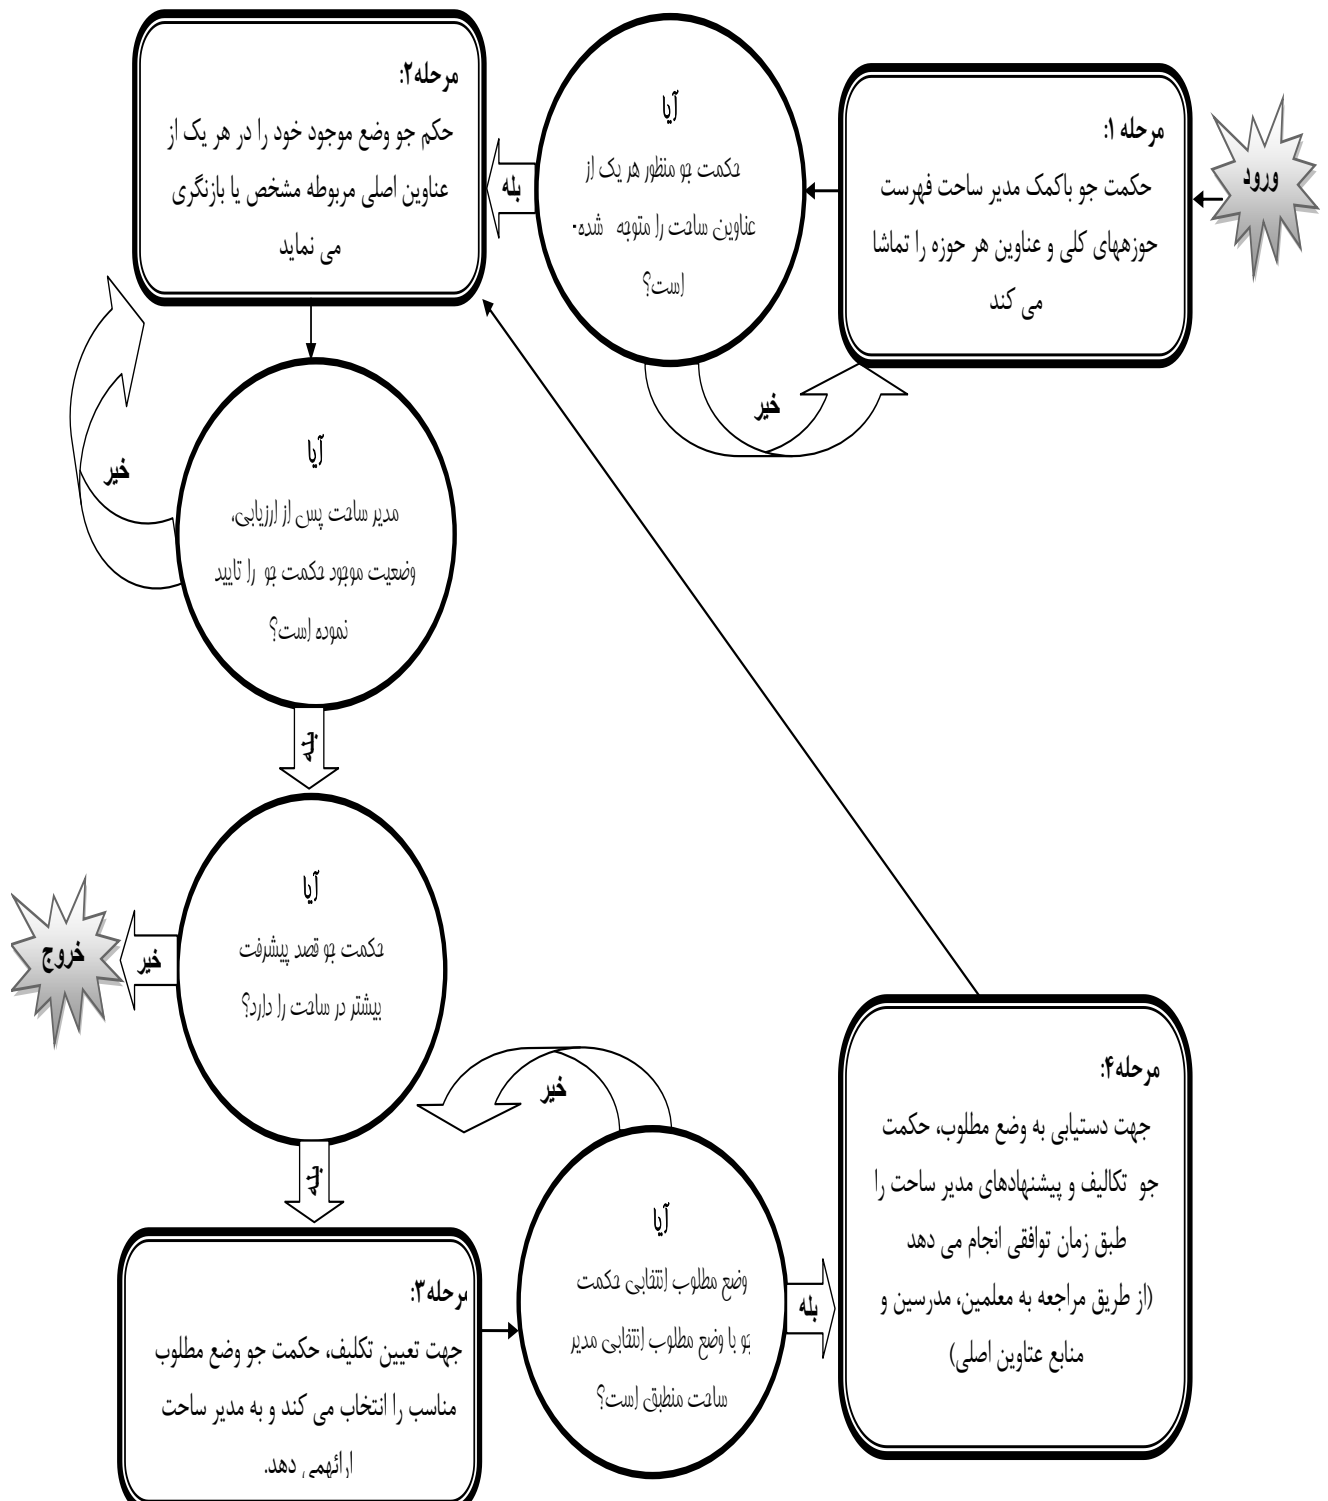 ورود
مرحله ۱:
حکمت جو باکمک مدیر ساحت فهرست
حوزههای کلی و عناوین هر حوزه را تماشا
می کند
آیا
حکمت جو منظور هر یک از
عناوین ساحت را متوجه شده
است؟
خیر
بله
مرحله۲:
حکم جو وضع موجود خود را در هر یک از
عناوین اصلی مربوطه مشخص یا بازنگری
می نماید
آیا
مدیر ساحت پس از ارزیابی،
وضعیت موجود حکمت جو را تایید
نموده است؟
خیر
بله
آیا
حکمت جو قصد پیشرفت
بیشتر در ساحت را دارد؟
خیر
خروج
بله
مرحله۳:
جهت تعیین تکلیف، حکمت جو وضع مطلوب
مناسب را انتخاب می کند و به مدیر ساحت
ارائهمی دهد.
آیا
وضع مطلوب انتخابی حکمت
جو با وضع مطلوب انتخابی مدیر
ساحت منطبق است؟
خیر
بله
مرحله۴:
جهت دستیابی به وضع مطلوب، حکمت
جو تکالیف و پیشنهادهای مدیر ساحت را
طبق زمان توافقی انجام می دهد
(از طریق مراجعه به معلمین، مدرسین و
منابع عتاوین اصلی)